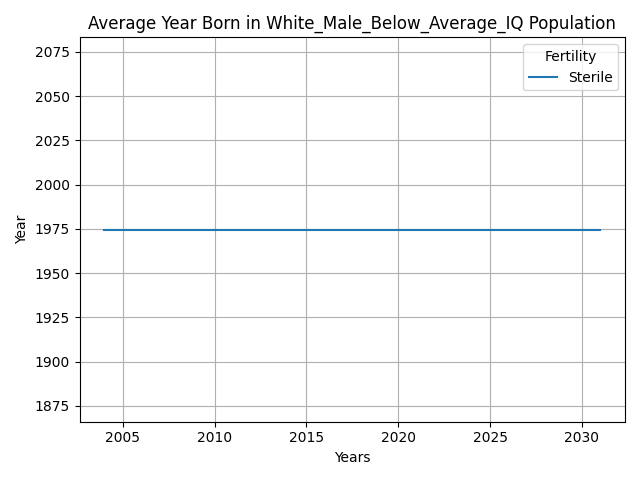 Average Year Born in White_Male_Below_Average_IQ Population
Fertility
Sterile
2075
2050
2025
2000
1975
1950
1925
1900
1875
Year
2005 2010 2015 2020 2025 2030
Years